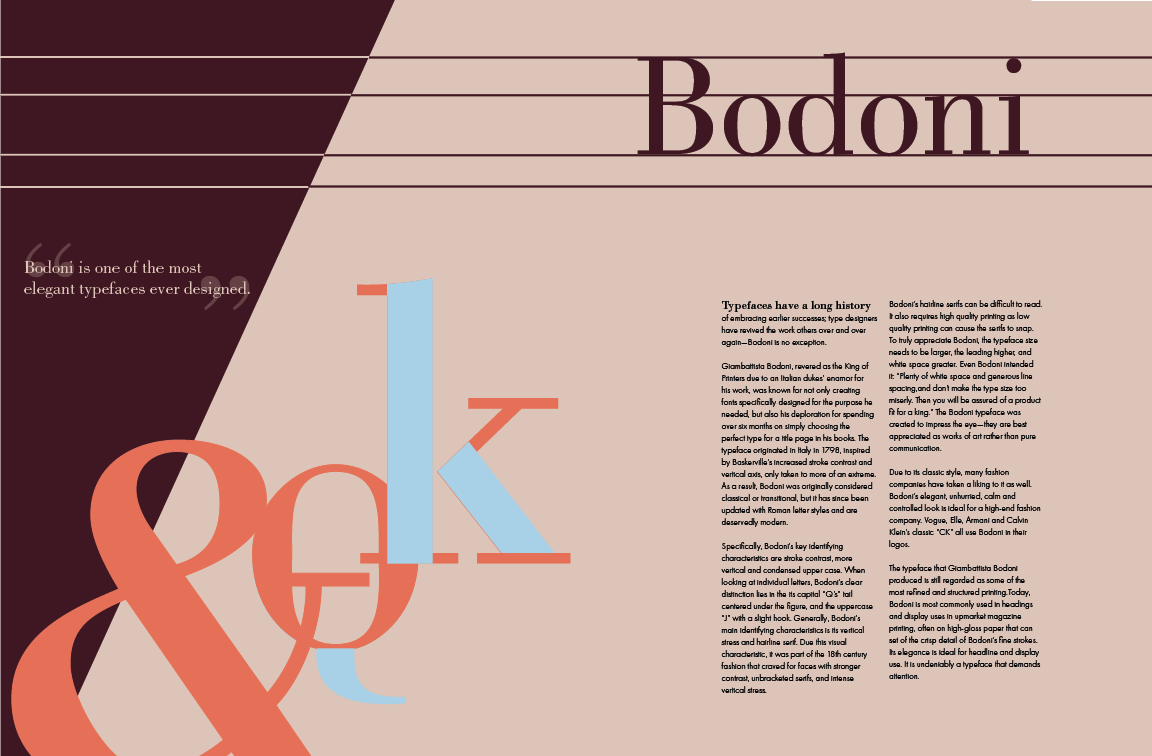 Bodoni
“Bodoni is one of the most
elegant typefaces ever designed.”
&
Q
k
Typefaces have a long history
of embracing earlier successes; type designers
have revived the work others over and over
again—Bodoni is no exception.
Giambattista Bodoni, revered as the King of
Printers due to an Italian dukes’ enamor for
his work, was known for not only creating
fonts specifically designed for the purpose he
needed, but also his deploration for spending
over six months on simply choosing the
perfect type for a title page in his books. The
typeface originated in Italy in 1798, inspired
by Baskerville’s increased stroke contrast and
vertical axis, only taken to more of an extreme.
As a result, Bodoni was originally considered
classical or transitional, but it has since been
updated with Roman letter styles and are
deservedly modern.
Specifically, Bodoni’s key identifying
characteristics are stroke contrast, more
vertical and condensed upper case. When
looking at individual letters, Bodoni’s clear
distinction lies in the its capital “Q’s” tail
centered under the figure, and the uppercase
“J” with a slight hook. Generally, Bodoni’s
main identifying characteristics is its vertical
stress and hairline serif. Due this visual
characteristic, it was part of the 18th century
fashion that craved for faces with stronger
contrast, unbracketed serifs, and intense
vertical stress.
Bodoni’s hairline serifs can be difficult to read.
It also requires high quality printing as low
quality printing can cause the serifs to snap.
To truly appreciate Bodoni, the typeface size
needs to be larger, the leading higher, and
white space greater. Even Bodoni intended
it: “Plenty of white space and generous line
spacing,and don’t make the type size too
miserly. Then you will be assured of a product
fit for a king.” The Bodoni typeface was
created to impress the eye—they are best
appreciated as works of art rather than pure
communication.
Due to its classic style, many fashion
companies have taken a liking to it as well.
Bodoni’s elegant, unhurried, calm and
controlled look is ideal for a high-end fashion
company. Vogue, Elle, Armani and Calvin
Klein’s classic “CK” all use Bodoni in their
logos.
The typeface that Giambattista Bodoni
produced is still regarded as some of the
most refined and structured printing.Today,
Bodoni is most commonly used in headings
and display uses in upmarket magazine
printing, often on high-gloss paper that can
set of the crisp detail of Bodoni’s fine strokes.
Its elegance is ideal for headline and display
use. It is undeniably a typeface that demands
attention.